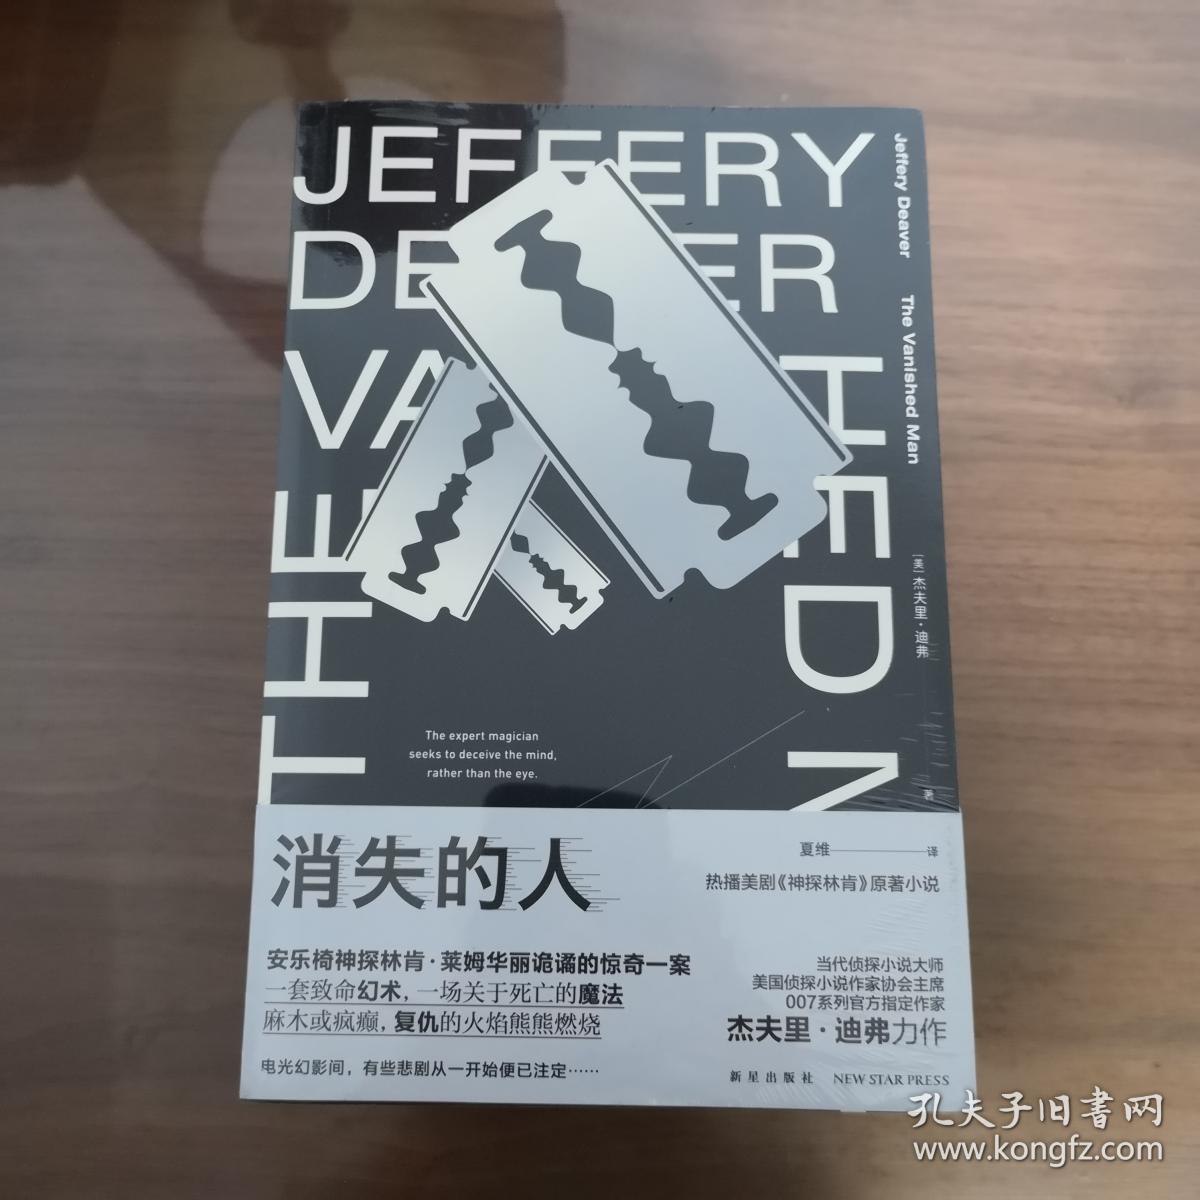 JEFFERY
DE ER
THE VA HED
Jeffery Deaver The Vanished Man
[美]杰夫里·迪弗
著
The expert magician
seeks to deceive the mind,
rather than the eye.
消失的人
夏维 译
热播美剧《神探林肯》原著小说
安乐椅神探林肯·莱姆华丽诡谲的惊奇一案
一套致命幻术，一场关于死亡的魔法
麻木或疯癫，复仇的火焰熊熊燃烧
电光幻影间，有些悲剧从一开始便已注定……
当代侦探小说大师
美国侦探小说作家协会主席
007系列官方指定作家
杰夫里·迪弗力作
新星出版社 NEW STAR PRESS
孔夫子旧书网
www.kongfz.com